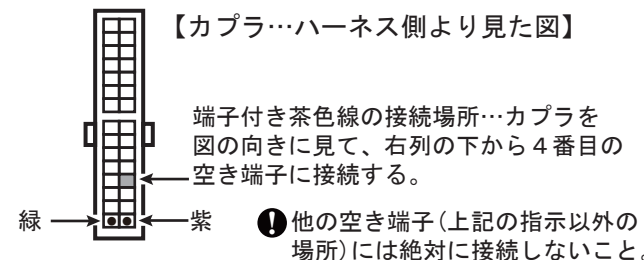 【カプラ…ハーネス側より見た図】
端子付き茶色線の接続場所…カプラを
図の向きに見て、右列の下から４番目の
空き端子に接続する。
緑
紫
他の空き端子(上記の指示以外の
場所)には絶対に接続しないこと。